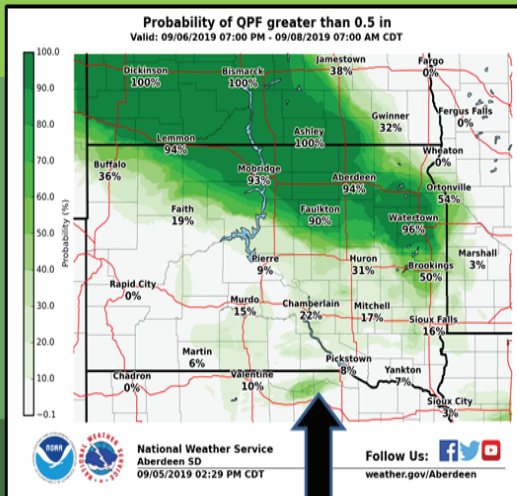 Probability of QPF greater than 0.5 in
Valid: 09/06/2019 07:00 PM - 09/08/2019 07:00 AM CDT
100.0
90.0
80.0
70.0
60.0
50.0
40.0
30.0
20.0
10.0
−0.1
Probability (%)
Dickinson
100%
Bismarck
100%
Jamestown
38%
Fargo
0%
Gwinner
32%
Fergus Falls
0%
Lemmon
94%
Ashley
100%
Wheaton
0%
Buffalo
36%
Mobridge
93%
Aberdeen
94%
Ortonville
54%
Faith
19%
Faulkton
90%
Watertown
96%
Marshall
3%
Pierre
9%
Huron
31%
Brookings
50%
Rapid City
0%
Murdo
15%
Chamberlain
22%
Mitchell
17%
Sioux Falls
16%
Martin
6%
Pickstown
8%
Yankton
7%
Chadron
0%
Valentine
10%
Sioux City
3%
NOAA
National Weather Service
Aberdeen SD
09/05/2019 02:29 PM CDT
Follow Us:
weather.gov/Aberdeen